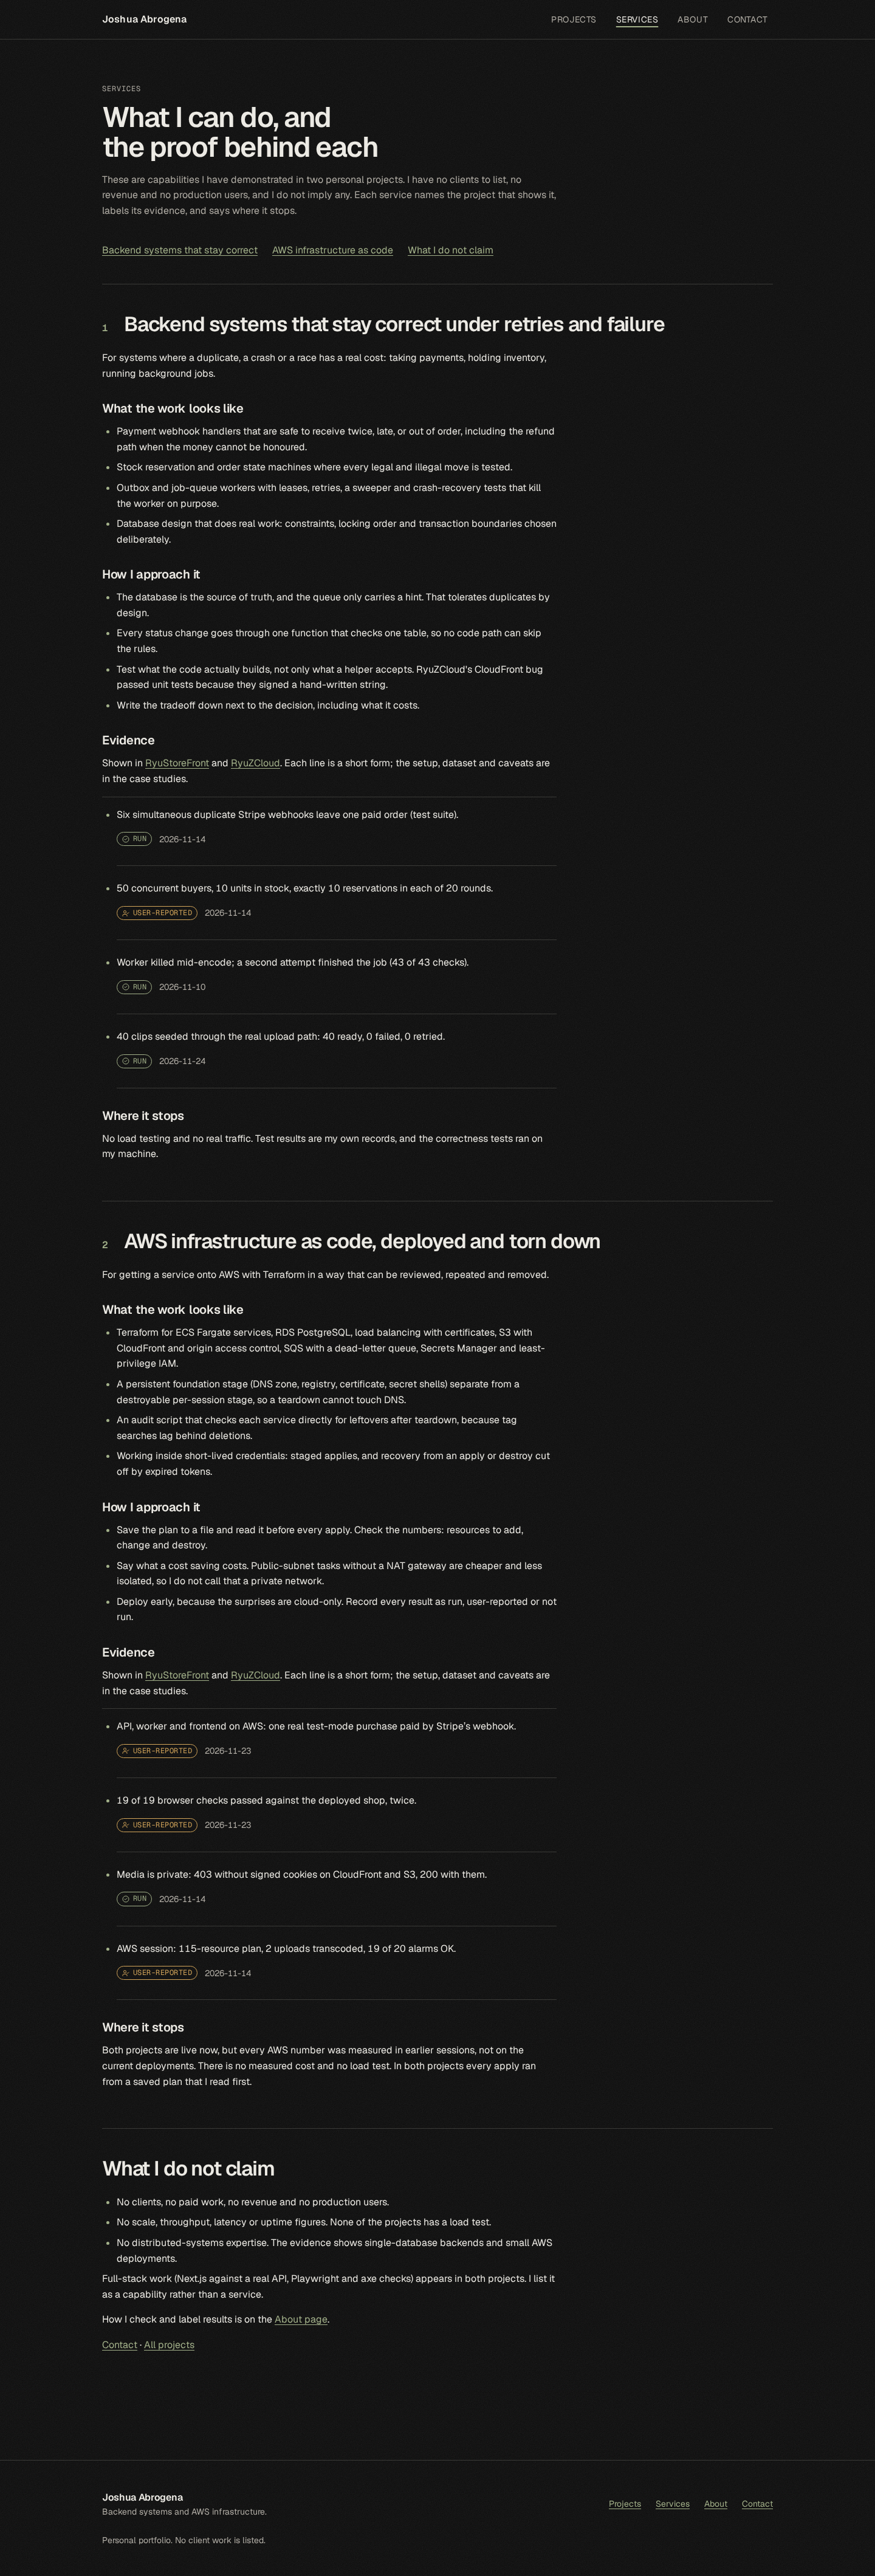 Joshua Abrogena
PROJECTS SERVICES ABOUT CONTACT
SERVICES
What I can do, and
the proof behind each
These are capabilities I have demonstrated in two personal projects. I have no clients to list, no
revenue and no production users, and I do not imply any. Each service names the project that shows it,
labels its evidence, and says where it stops.
Backend systems that stay correct AWS infrastructure as code What I do not claim
1 Backend systems that stay correct under retries and failure
For systems where a duplicate, a crash or a race has a real cost: taking payments, holding inventory,
running background jobs.
What the work looks like
Payment webhook handlers that are safe to receive twice, late, or out of order, including the refund
path when the money cannot be honoured.
Stock reservation and order state machines where every legal and illegal move is tested.
Outbox and job-queue workers with leases, retries, a sweeper and crash-recovery tests that kill
the worker on purpose.
Database design that does real work: constraints, locking order and transaction boundaries chosen
deliberately.
How I approach it
The database is the source of truth, and the queue only carries a hint. That tolerates duplicates by
design.
Every status change goes through one function that checks one table, so no code path can skip
the rules.
Test what the code actually builds, not only what a helper accepts. RyuZCloud's CloudFront bug
passed unit tests because they signed a hand-written string.
Write the tradeoff down next to the decision, including what it costs.
Evidence
Shown in RyuStoreFront and RyuZCloud. Each line is a short form; the setup, dataset and caveats are
in the case studies.
Six simultaneous duplicate Stripe webhooks leave one paid order (test suite).
RUN 2026-11-14
50 concurrent buyers, 10 units in stock, exactly 10 reservations in each of 20 rounds.
USER-REPORTED 2026-11-14
Worker killed mid-encode; a second attempt finished the job (43 of 43 checks).
RUN 2026-11-10
40 clips seeded through the real upload path: 40 ready, 0 failed, 0 retried.
RUN 2026-11-24
Where it stops
No load testing and no real traffic. Test results are my own records, and the correctness tests ran on
my machine.
2 AWS infrastructure as code, deployed and torn down
For getting a service onto AWS with Terraform in a way that can be reviewed, repeated and removed.
What the work looks like
Terraform for ECS Fargate services, RDS PostgreSQL, load balancing with certificates, S3 with
CloudFront and origin access control, SQS with a dead-letter queue, Secrets Manager and least-
privilege IAM.
A persistent foundation stage (DNS zone, registry, certificate, secret shells) separate from a
destroyable per-session stage, so a teardown cannot touch DNS.
An audit script that checks each service directly for leftovers after teardown, because tag
searches lag behind deletions.
Working inside short-lived credentials: staged applies, and recovery from an apply or destroy cut
off by expired tokens.
How I approach it
Save the plan to a file and read it before every apply. Check the numbers: resources to add,
change and destroy.
Say what a cost saving costs. Public-subnet tasks without a NAT gateway are cheaper and less
isolated, so I do not call that a private network.
Deploy early, because the surprises are cloud-only. Record every result as run, user-reported or not
run.
Evidence
Shown in RyuStoreFront and RyuZCloud. Each line is a short form; the setup, dataset and caveats are
in the case studies.
API, worker and frontend on AWS: one real test-mode purchase paid by Stripe's webhook.
USER-REPORTED 2026-11-23
19 of 19 browser checks passed against the deployed shop, twice.
USER-REPORTED 2026-11-23
Media is private: 403 without signed cookies on CloudFront and S3, 200 with them.
RUN 2026-11-14
AWS session: 115-resource plan, 2 uploads transcoded, 19 of 20 alarms OK.
USER-REPORTED 2026-11-14
Where it stops
Both projects are live now, but every AWS number was measured in earlier sessions, not on the
current deployments. There is no measured cost and no load test. In both projects every apply ran
from a saved plan that I read first.
What I do not claim
No clients, no paid work, no revenue and no production users.
No scale, throughput, latency or uptime figures. None of the projects has a load test.
No distributed-systems expertise. The evidence shows single-database backends and small AWS
deployments.
Full-stack work (Next.js against a real API, Playwright and axe checks) appears in both projects. I list it
as a capability rather than a service.
How I check and label results is on the About page.
Contact · All projects
Joshua Abrogena
Backend systems and AWS infrastructure.
Projects Services About Contact
Personal portfolio. No client work is listed.